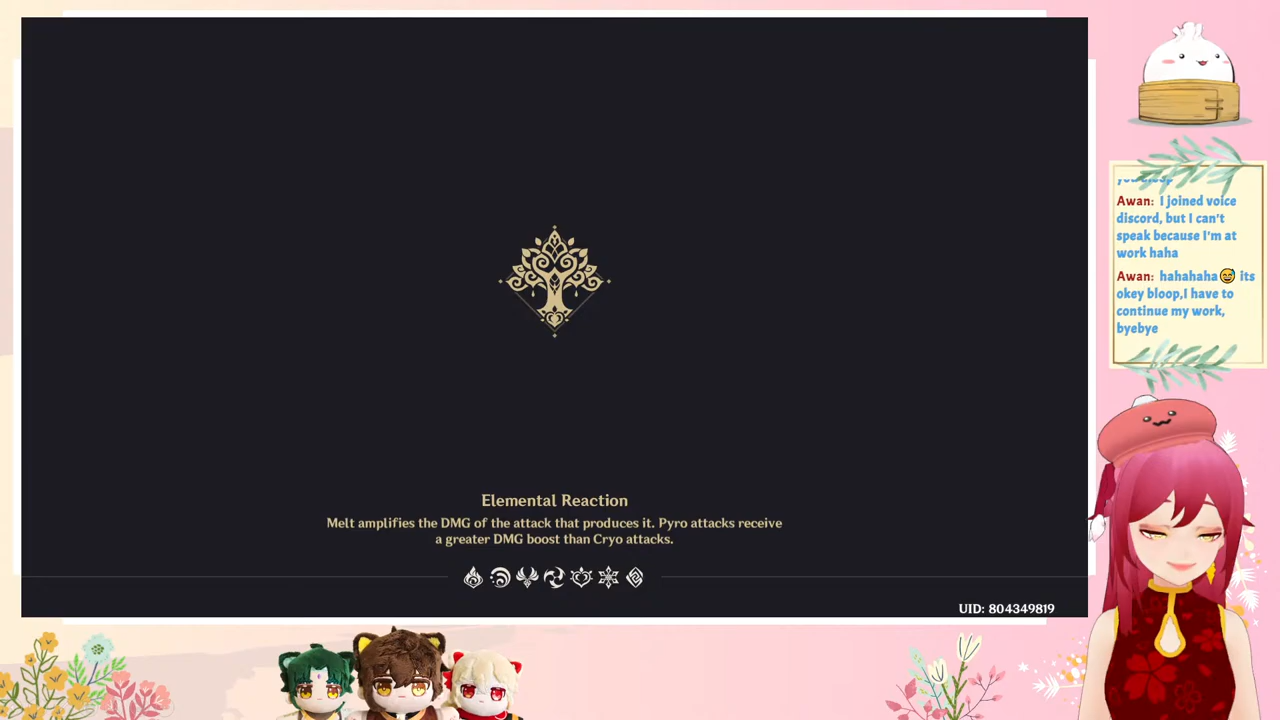 Awan: I joined voice
discord, but I can't
speak because I'm at
work haha
Awan: hahahaha😅 its
okey bloop,I have to
continue my work,
byebye
Elemental Reaction
Melt amplifies the DMG of the attack that produces it. Pyro attacks receive
a greater DMG boost than Cryo attacks.
UID: 804349819